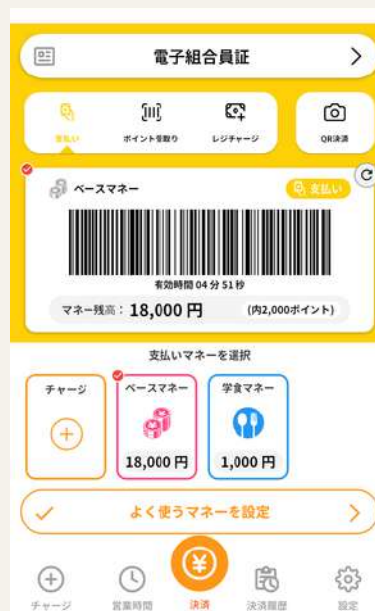 電子組合員証
支払い
ポイント受取り
レジチャージ
QR決済
ベースマネー
支払い
有効時間 04 分 51 秒
マネー残高： 18,000 円 (内2,000ポイント)
支払いマネーを選択
チャージ
ベースマネー
18,000 円
学食マネー
1,000 円
よく使うマネーを設定
チャージ
営業時間
決済
決済履歴
設定